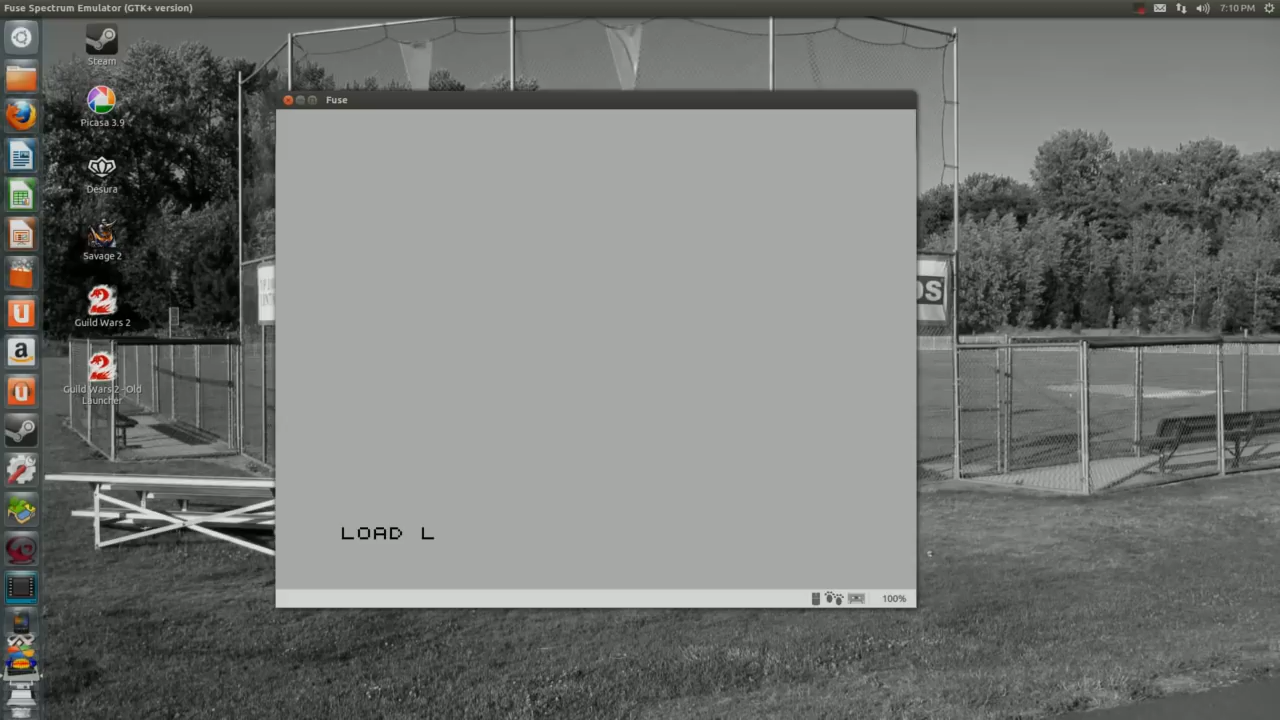 Fuse Spectrum Emulator (GTK+ version)
7:10 PM
Steam
Picasa 3.9
Desura
Savage 2
Guild Wars 2
Guild Wars 2 -Old
Launcher
Fuse
LOAD L
100%
OS